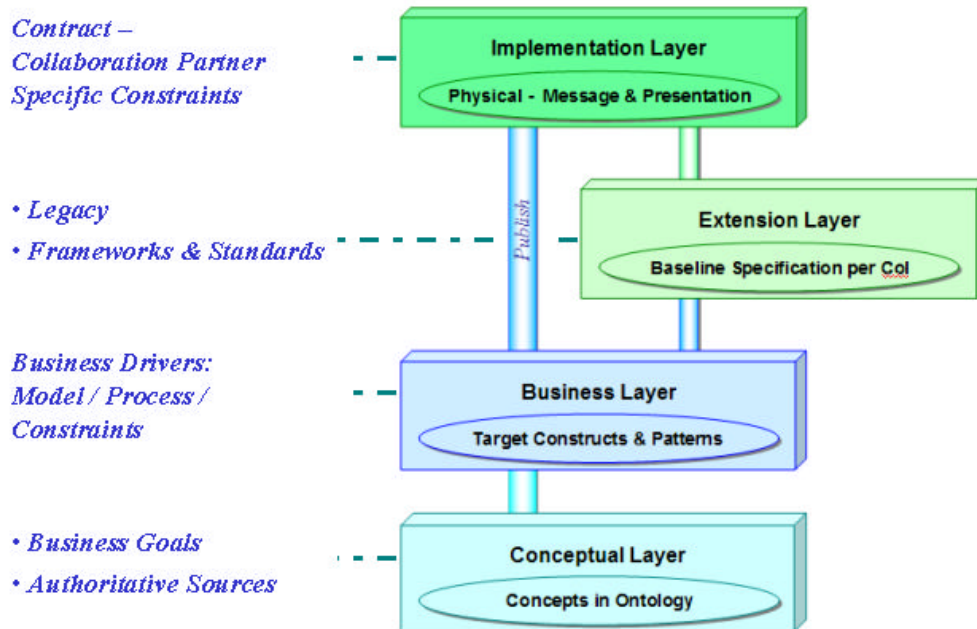 Contract –
Collaboration Partner
Specific Constraints
Implementation Layer
Physical - Message & Presentation
Publish
• Legacy
• Frameworks & Standards
Extension Layer
Baseline Specification per CoI
Business Drivers:
Model / Process /
Constraints
Business Layer
Target Constructs & Patterns
• Business Goals
• Authoritative Sources
Conceptual Layer
Concepts in Ontology